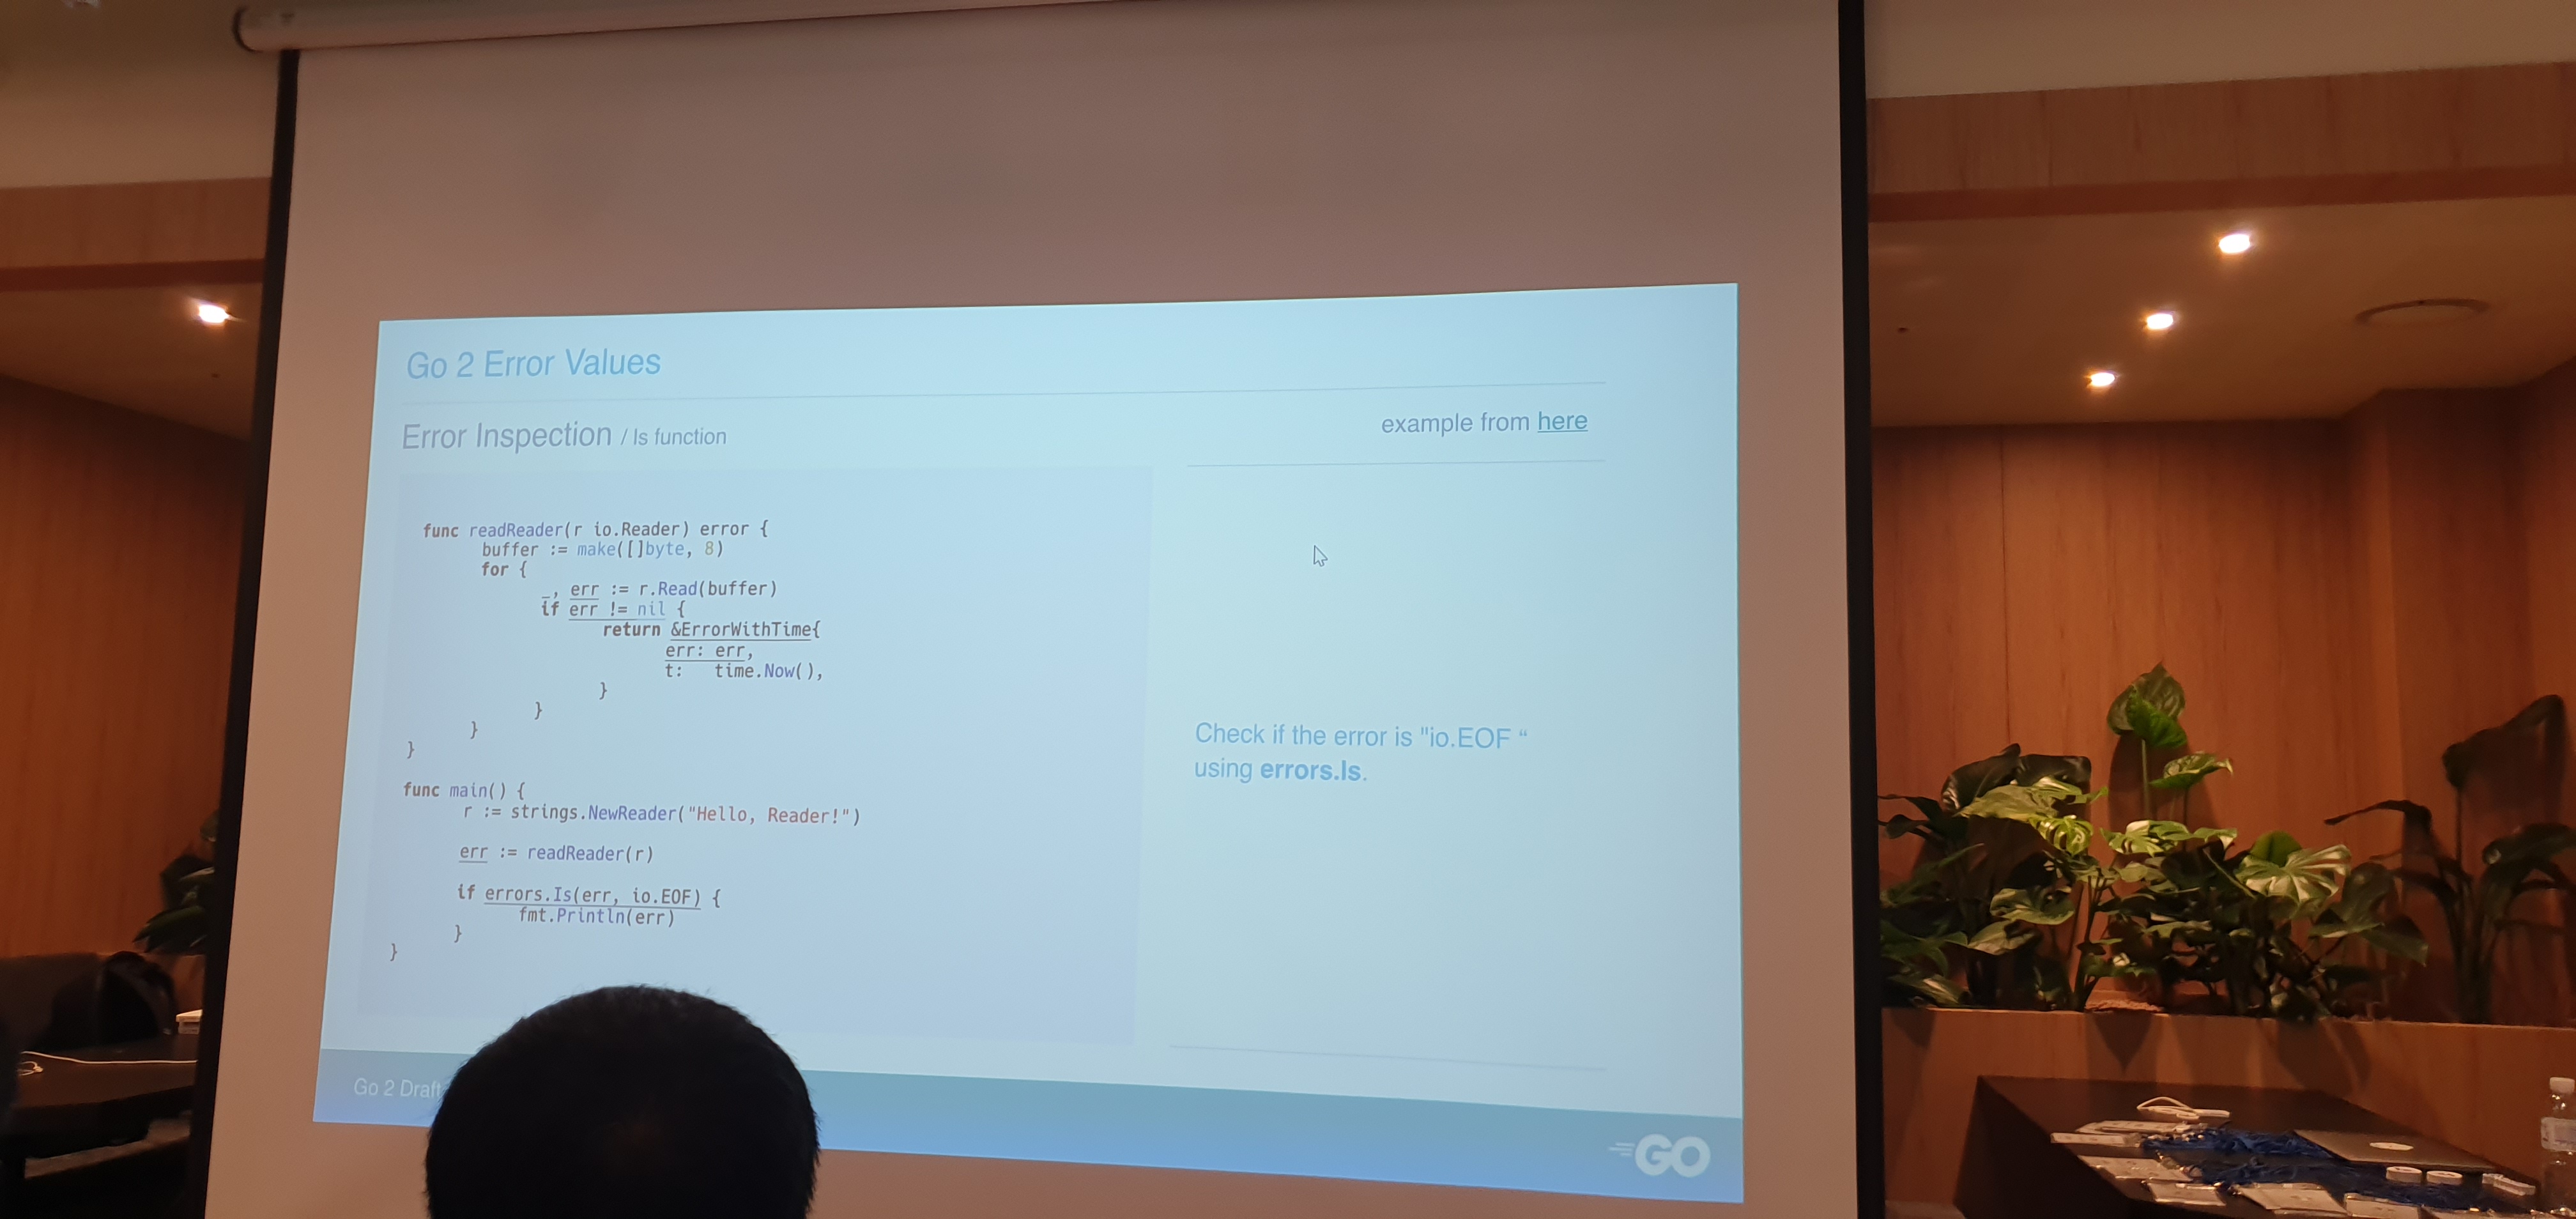 Go 2 Error Values
Error Inspection / Is function
example from here
func readReader(r io.Reader) error {
buffer := make([]byte, 8)
for {
_, err := r.Read(buffer)
if err != nil {
return &ErrorWithTime{
err: err,
t: time.Now(),
}
}
}
}
func main() {
r := strings.NewReader("Hello, Reader!")
err := readReader(r)
if errors.Is(err, io.EOF) {
fmt.Println(err)
}
}
Check if the error is "io.EOF “
using errors.Is.
Go 2 Draft
GO